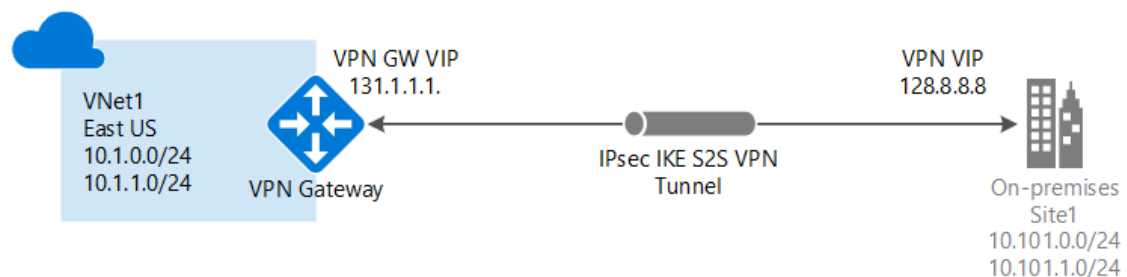 VNet1
East US
10.1.0.0/24
10.1.1.0/24
VPN GW VIP
131.1.1.1.
VPN Gateway
IPsec IKE S2S VPN
Tunnel
VPN VIP
128.8.8.8
On-premises
Site1
10.101.0.0/24
10.101.1.0/24